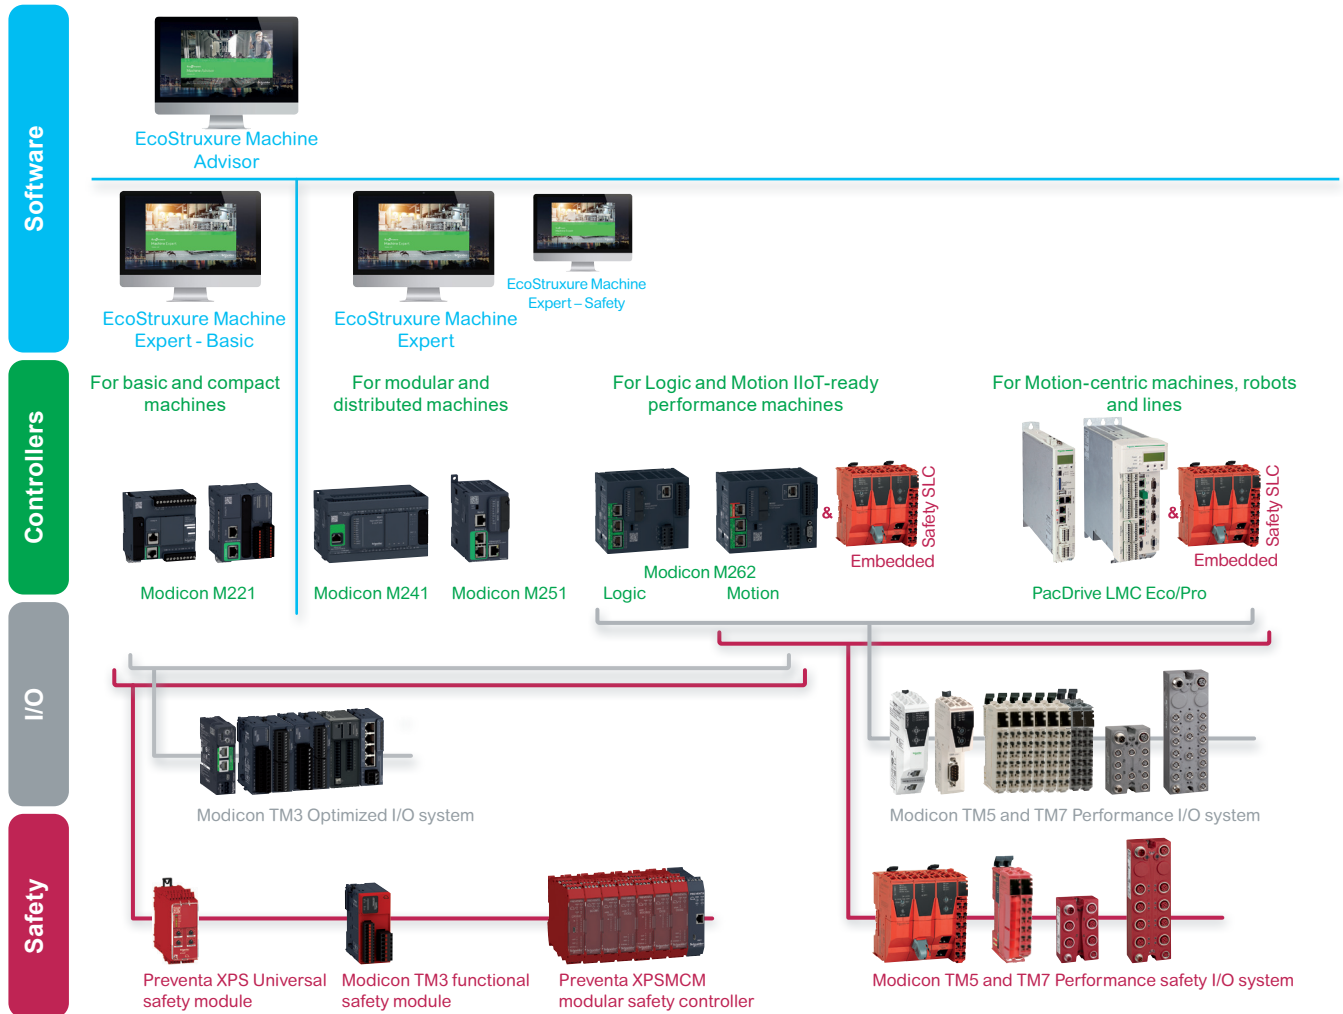 Software
EcoStruxure Machine
Advisor
EcoStruxure Machine
Expert - Basic
EcoStruxure Machine
Expert
EcoStruxure Machine
Expert – Safety
Controllers
For basic and compact
machines
For modular and
distributed machines
For Logic and Motion IIoT-ready
performance machines
For Motion-centric machines, robots
and lines
&
Safety SLC
Embedded
&
Safety SLC
Embedded
Modicon M221
Modicon M241
Modicon M251
Modicon M262
Logic
Motion
PacDrive LMC Eco/Pro
I/O
Modicon TM3 Optimized I/O system
Modicon TM5 and TM7 Performance I/O system
Safety
Preventa XPS Universal
safety module
Modicon TM3 functional
safety module
Preventa XPSMCM
modular safety controller
Modicon TM5 and TM7 Performance safety I/O system